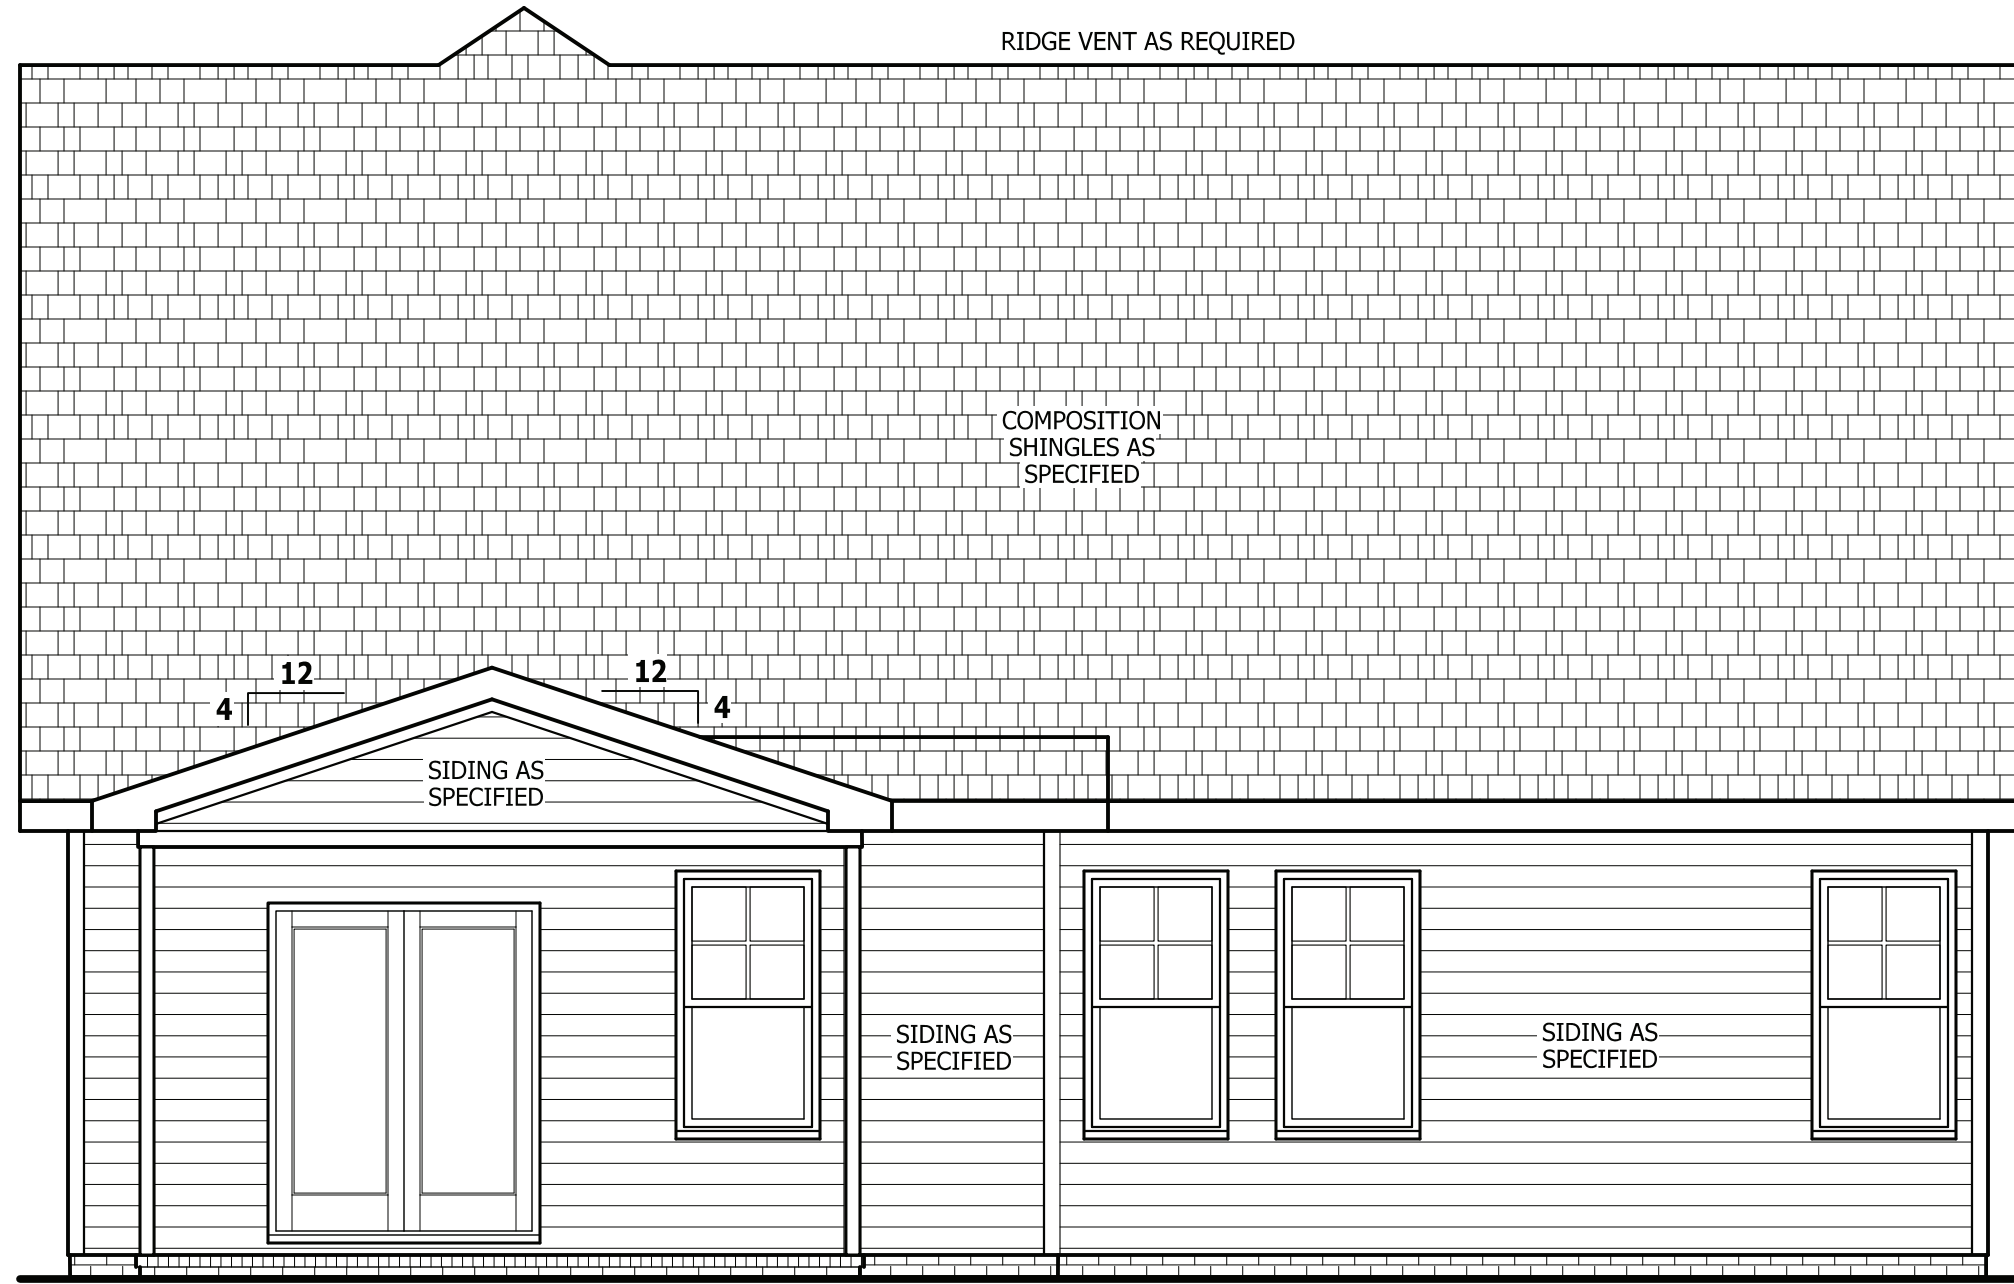 RIDGE VENT AS REQUIRED
COMPOSITION
SHINGLES AS
SPECIFIED
12
4
12
4
SIDING AS
SPECIFIED
SIDING AS
SPECIFIED
SIDING AS
SPECIFIED